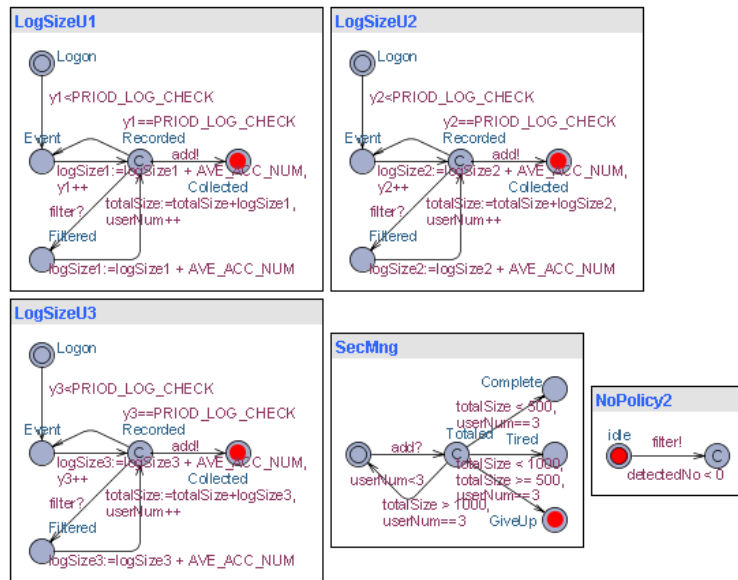 LogSizeU1
Logon
y1<PRIOD_LOG_CHECK
y1==PRIOD_LOG_CHECK
Event
Recorded
C
add!
logSize1:=logSize1 + AVE_ACC_NUM,
y1++
Collected
filter?
totalSize:=totalSize+logSize1,
userNum++
Filtered
logSize1:=logSize1 + AVE_ACC_NUM
LogSizeU2
Logon
y2<PRIOD_LOG_CHECK
y2==PRIOD_LOG_CHECK
Event
Recorded
C
add!
logSize2:=logSize2 + AVE_ACC_NUM,
y2++
Collected
filter?
totalSize:=totalSize+logSize2,
userNum++
Filtered
logSize2:=logSize2 + AVE_ACC_NUM
LogSizeU3
Logon
y3<PRIOD_LOG_CHECK
y3==PRIOD_LOG_CHECK
Event
Recorded
C
add!
logSize3:=logSize3 + AVE_ACC_NUM,
y3++
Collected
filter?
totalSize:=totalSize+logSize3,
userNum++
Filtered
logSize3:=logSize3 + AVE_ACC_NUM
SecMng
Complete
totalSize < 500,
userNum==3
add?
Totaled
C
Tired
userNum<3
totalSize < 1000,
totalSize >= 500,
userNum==3
totalSize > 1000,
userNum==3
GiveUp
NoPolicy2
idle
filter!
C
detectedNo < 0